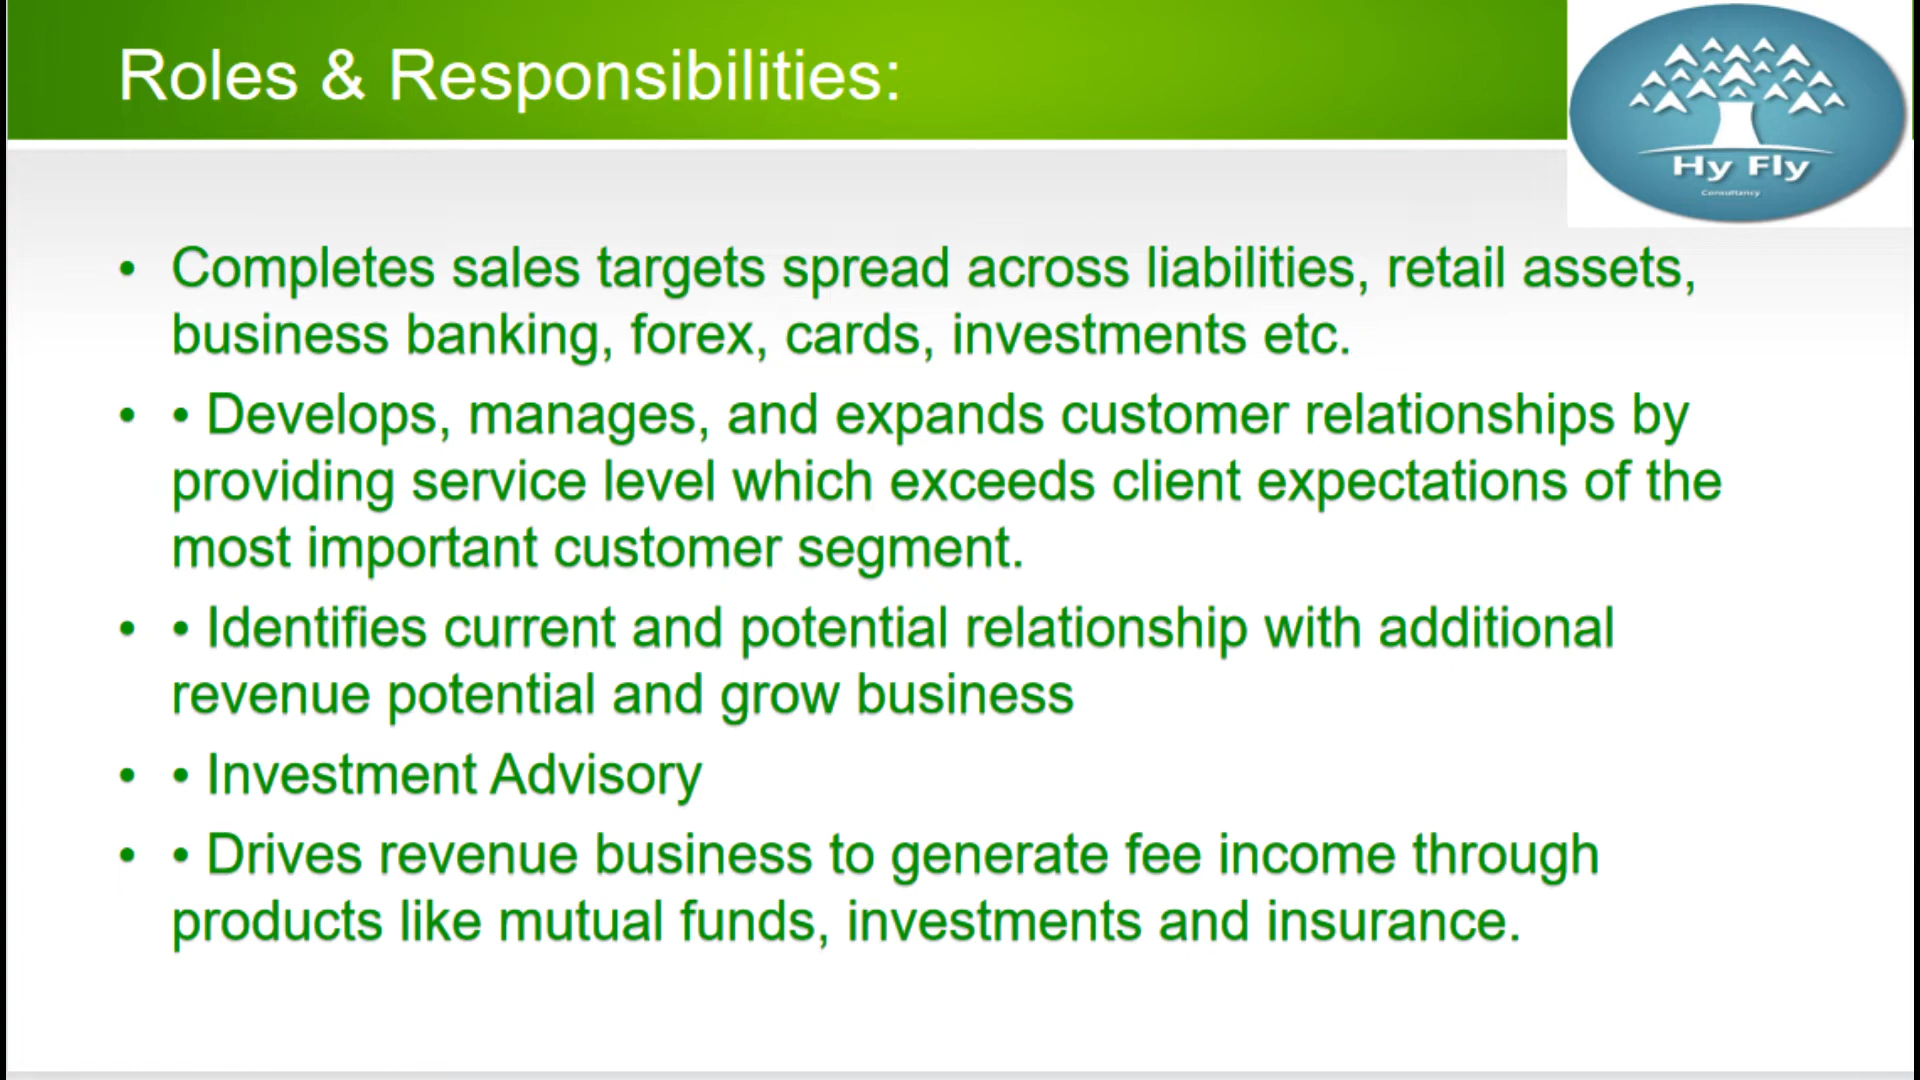 Roles & Responsibilities:
Hy Fly
Consultancy
• Completes sales targets spread across liabilities, retail assets,
business banking, forex, cards, investments etc.
• • Develops, manages, and expands customer relationships by
providing service level which exceeds client expectations of the
most important customer segment.
• • Identifies current and potential relationship with additional
revenue potential and grow business
• • Investment Advisory
• • Drives revenue business to generate fee income through
products like mutual funds, investments and insurance.